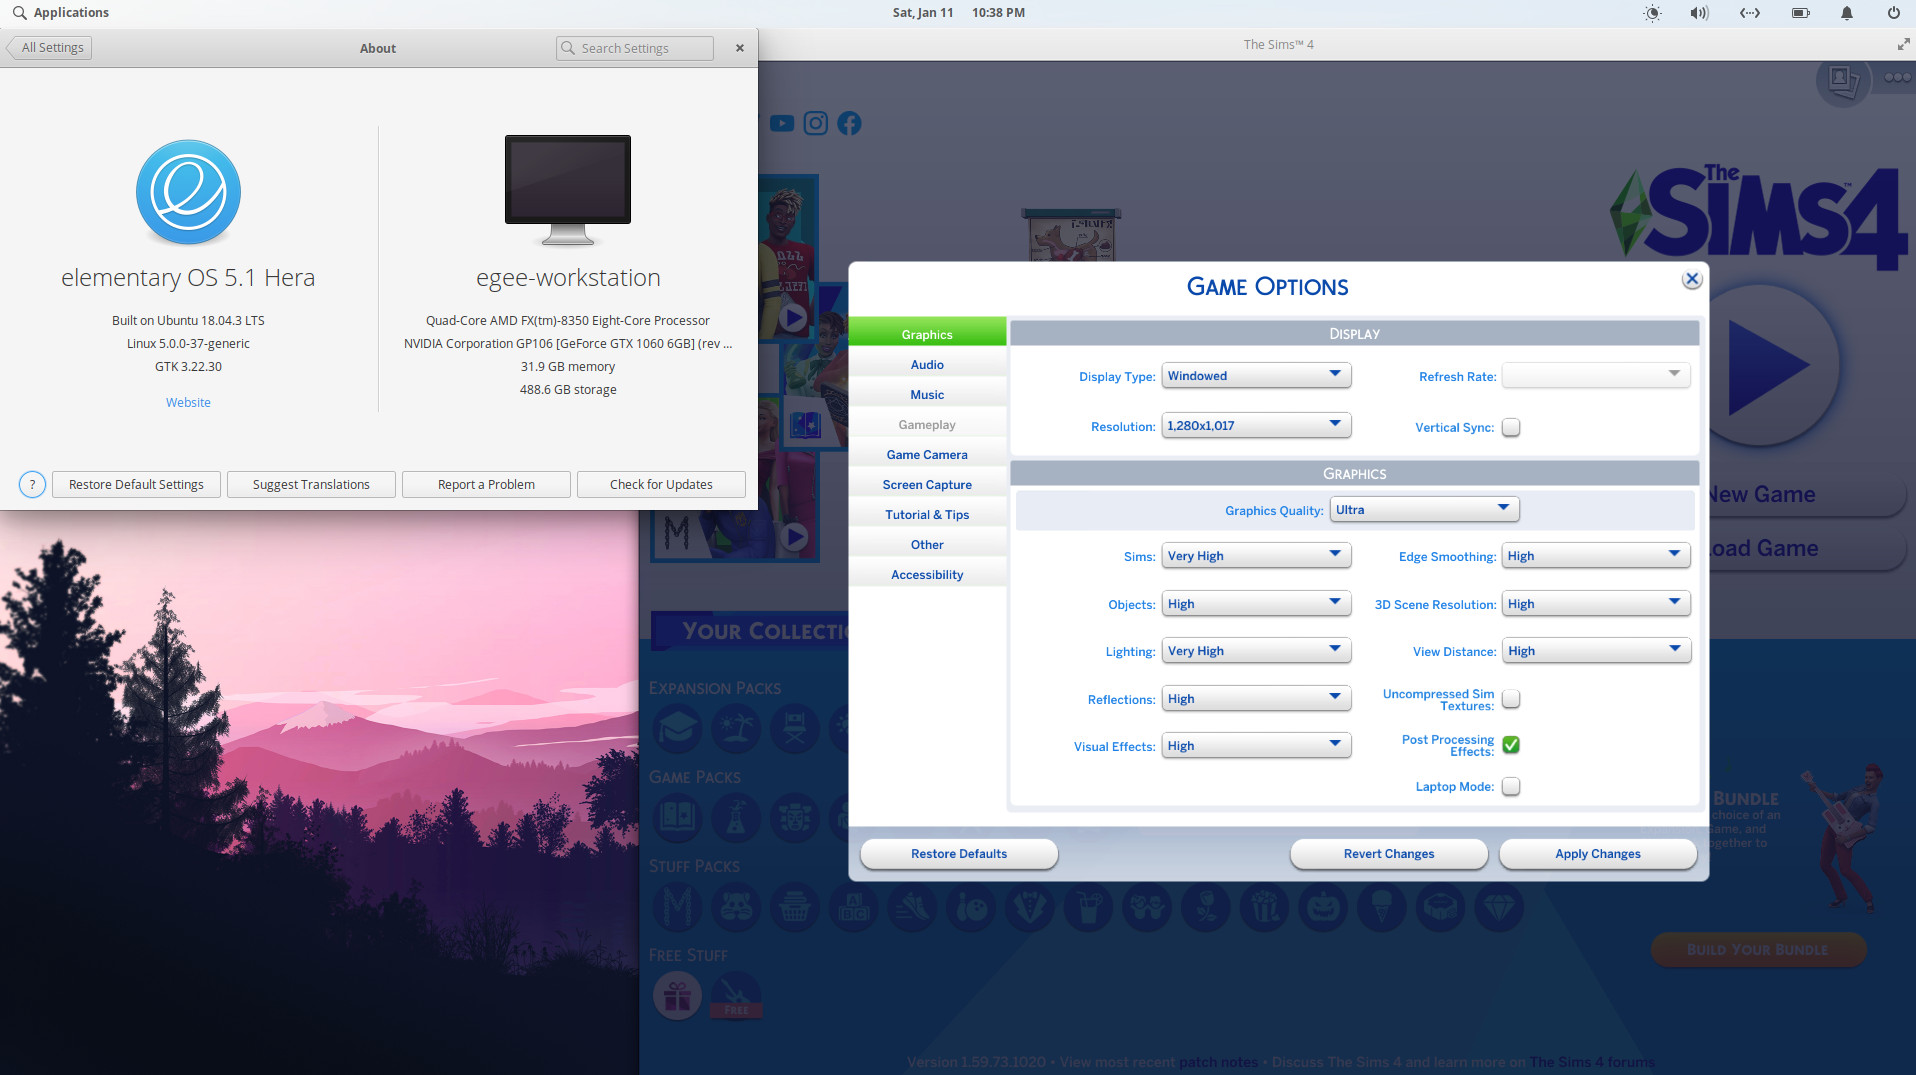 Applications
Sat, Jan 11 10:38 PM
All Settings
About
Search Settings
elementary OS 5.1 Hera
Built on Ubuntu 18.04.3 LTS
Linux 5.0.0-37-generic
GTK 3.22.30
Website
egee-workstation
Quad-Core AMD FX(tm)-8350 Eight-Core Processor
NVIDIA Corporation GP106 [GeForce GTX 1060 6GB] (rev ...
31.9 GB memory
488.6 GB storage
?
Restore Default Settings
Suggest Translations
Report a Problem
Check for Updates
The Sims™ 4
The Sims™ 4
New Game
Load Game
Game Options
Graphics
Audio
Music
Gameplay
Game Camera
Screen Capture
Tutorial & Tips
Other
Accessibility
Display
Display Type: Windowed
Refresh Rate:
Resolution: 1,280x1,017
Vertical Sync:
Graphics
Graphics Quality: Ultra
Sims: Very High
Edge Smoothing: High
Objects: High
3D Scene Resolution: High
Lighting: Very High
View Distance: High
Reflections: High
Uncompressed Sim
Textures:
Visual Effects: High
Post Processing
Effects:
Laptop Mode:
Restore Defaults
Revert Changes
Apply Changes
Your Collecti
Expansion Packs
Game Packs
Stuff Packs
ABC
Free Stuff
FREE
Bundle
choice of an
Game, and
together to
Build Your Bundle
Version 1.59.73.1020 • View most recent patch notes • Discuss The Sims 4 and learn more on The Sims 4 forums